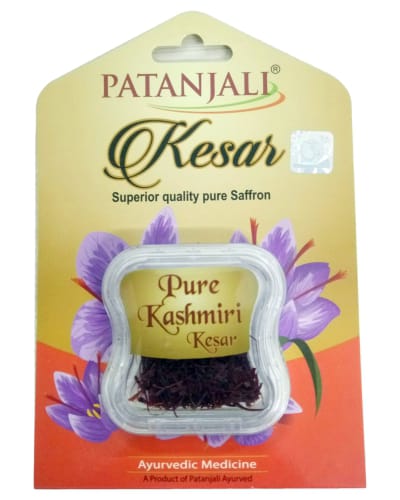 PATANJALI®
Kesar
Superior quality pure Saffron
Pure
Kashmiri
Kesar
Ayurvedic Medicine
A Product of Patanjali Ayurved